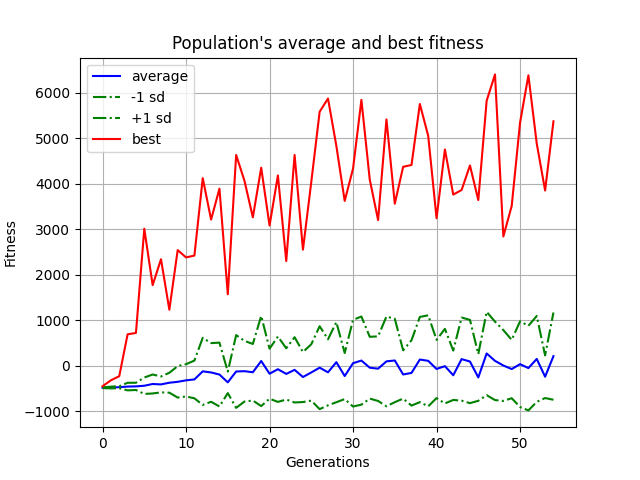 Population's average and best fitness
average
-1 sd
+1 sd
best
6000
5000
4000
3000
2000
1000
0
−1000
Fitness
0
10
20
30
40
50
Generations